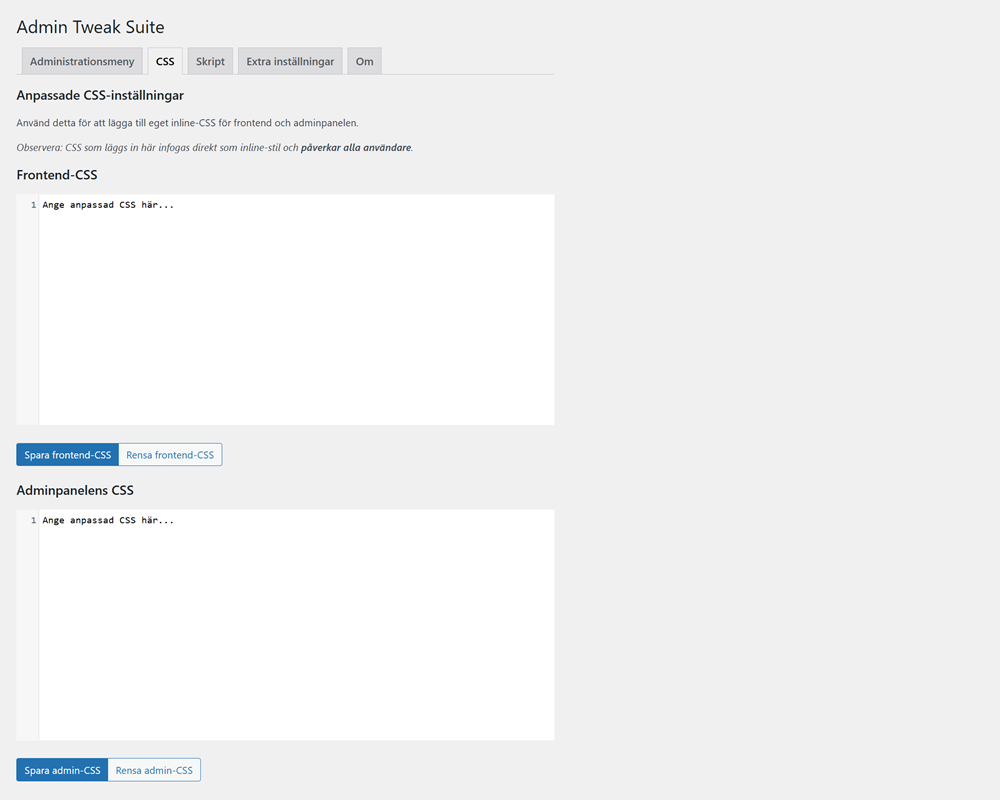 Admin Tweak Suite
Administrationsmeny CSS Skript Extra inställningar Om
Anpassade CSS-inställningar
Använd detta för att lägga till eget inline-CSS för frontend och adminpanelen.
Observera: CSS som läggs in här infogas direkt som inline-stil och påverkar alla användare.
Frontend-CSS
1 Ange anpassad CSS här...
Spara frontend-CSS Rensa frontend-CSS
Adminpanelens CSS
1 Ange anpassad CSS här...
Spara admin-CSS Rensa admin-CSS